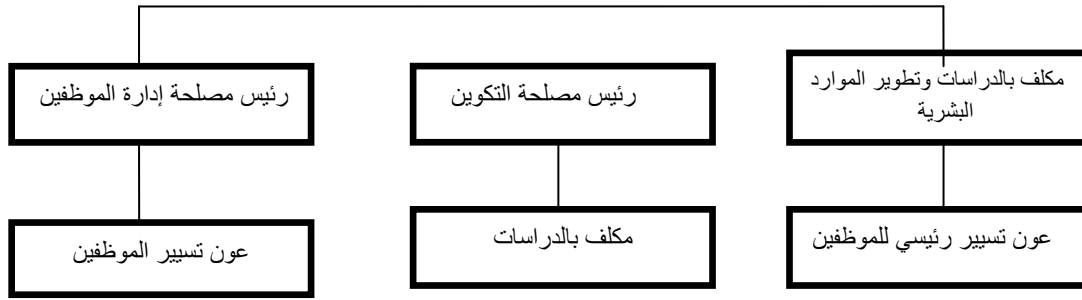 مكلف بالدراسات وتطوير الموارد
البشرية
رئيس مصلحة التكوين
رئيس مصلحة إدارة الموظفين
عون تسيير رئيسي للموظفين
مكلف بالدراسات
عون تسيير الموظفين